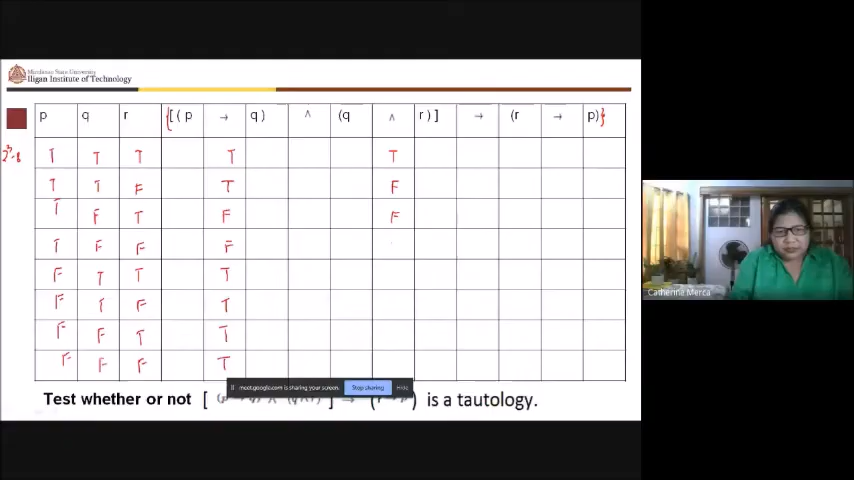 Mindanao State University
Iligan Institute of Technology
p q r {[(p → q) ∧ (q ∧ r)] → (r → p)}
2³=8 T T T T T
T T F T F
T F T F F
T F F F
F T T T
F T F T
F F T T
F F F T
meet.google.com is sharing your screen. Stop sharing Hide
Test whether or not [ (p → q) ∧ (q ∧ r) ] → (r → p) is a tautology.
Catherine Merca